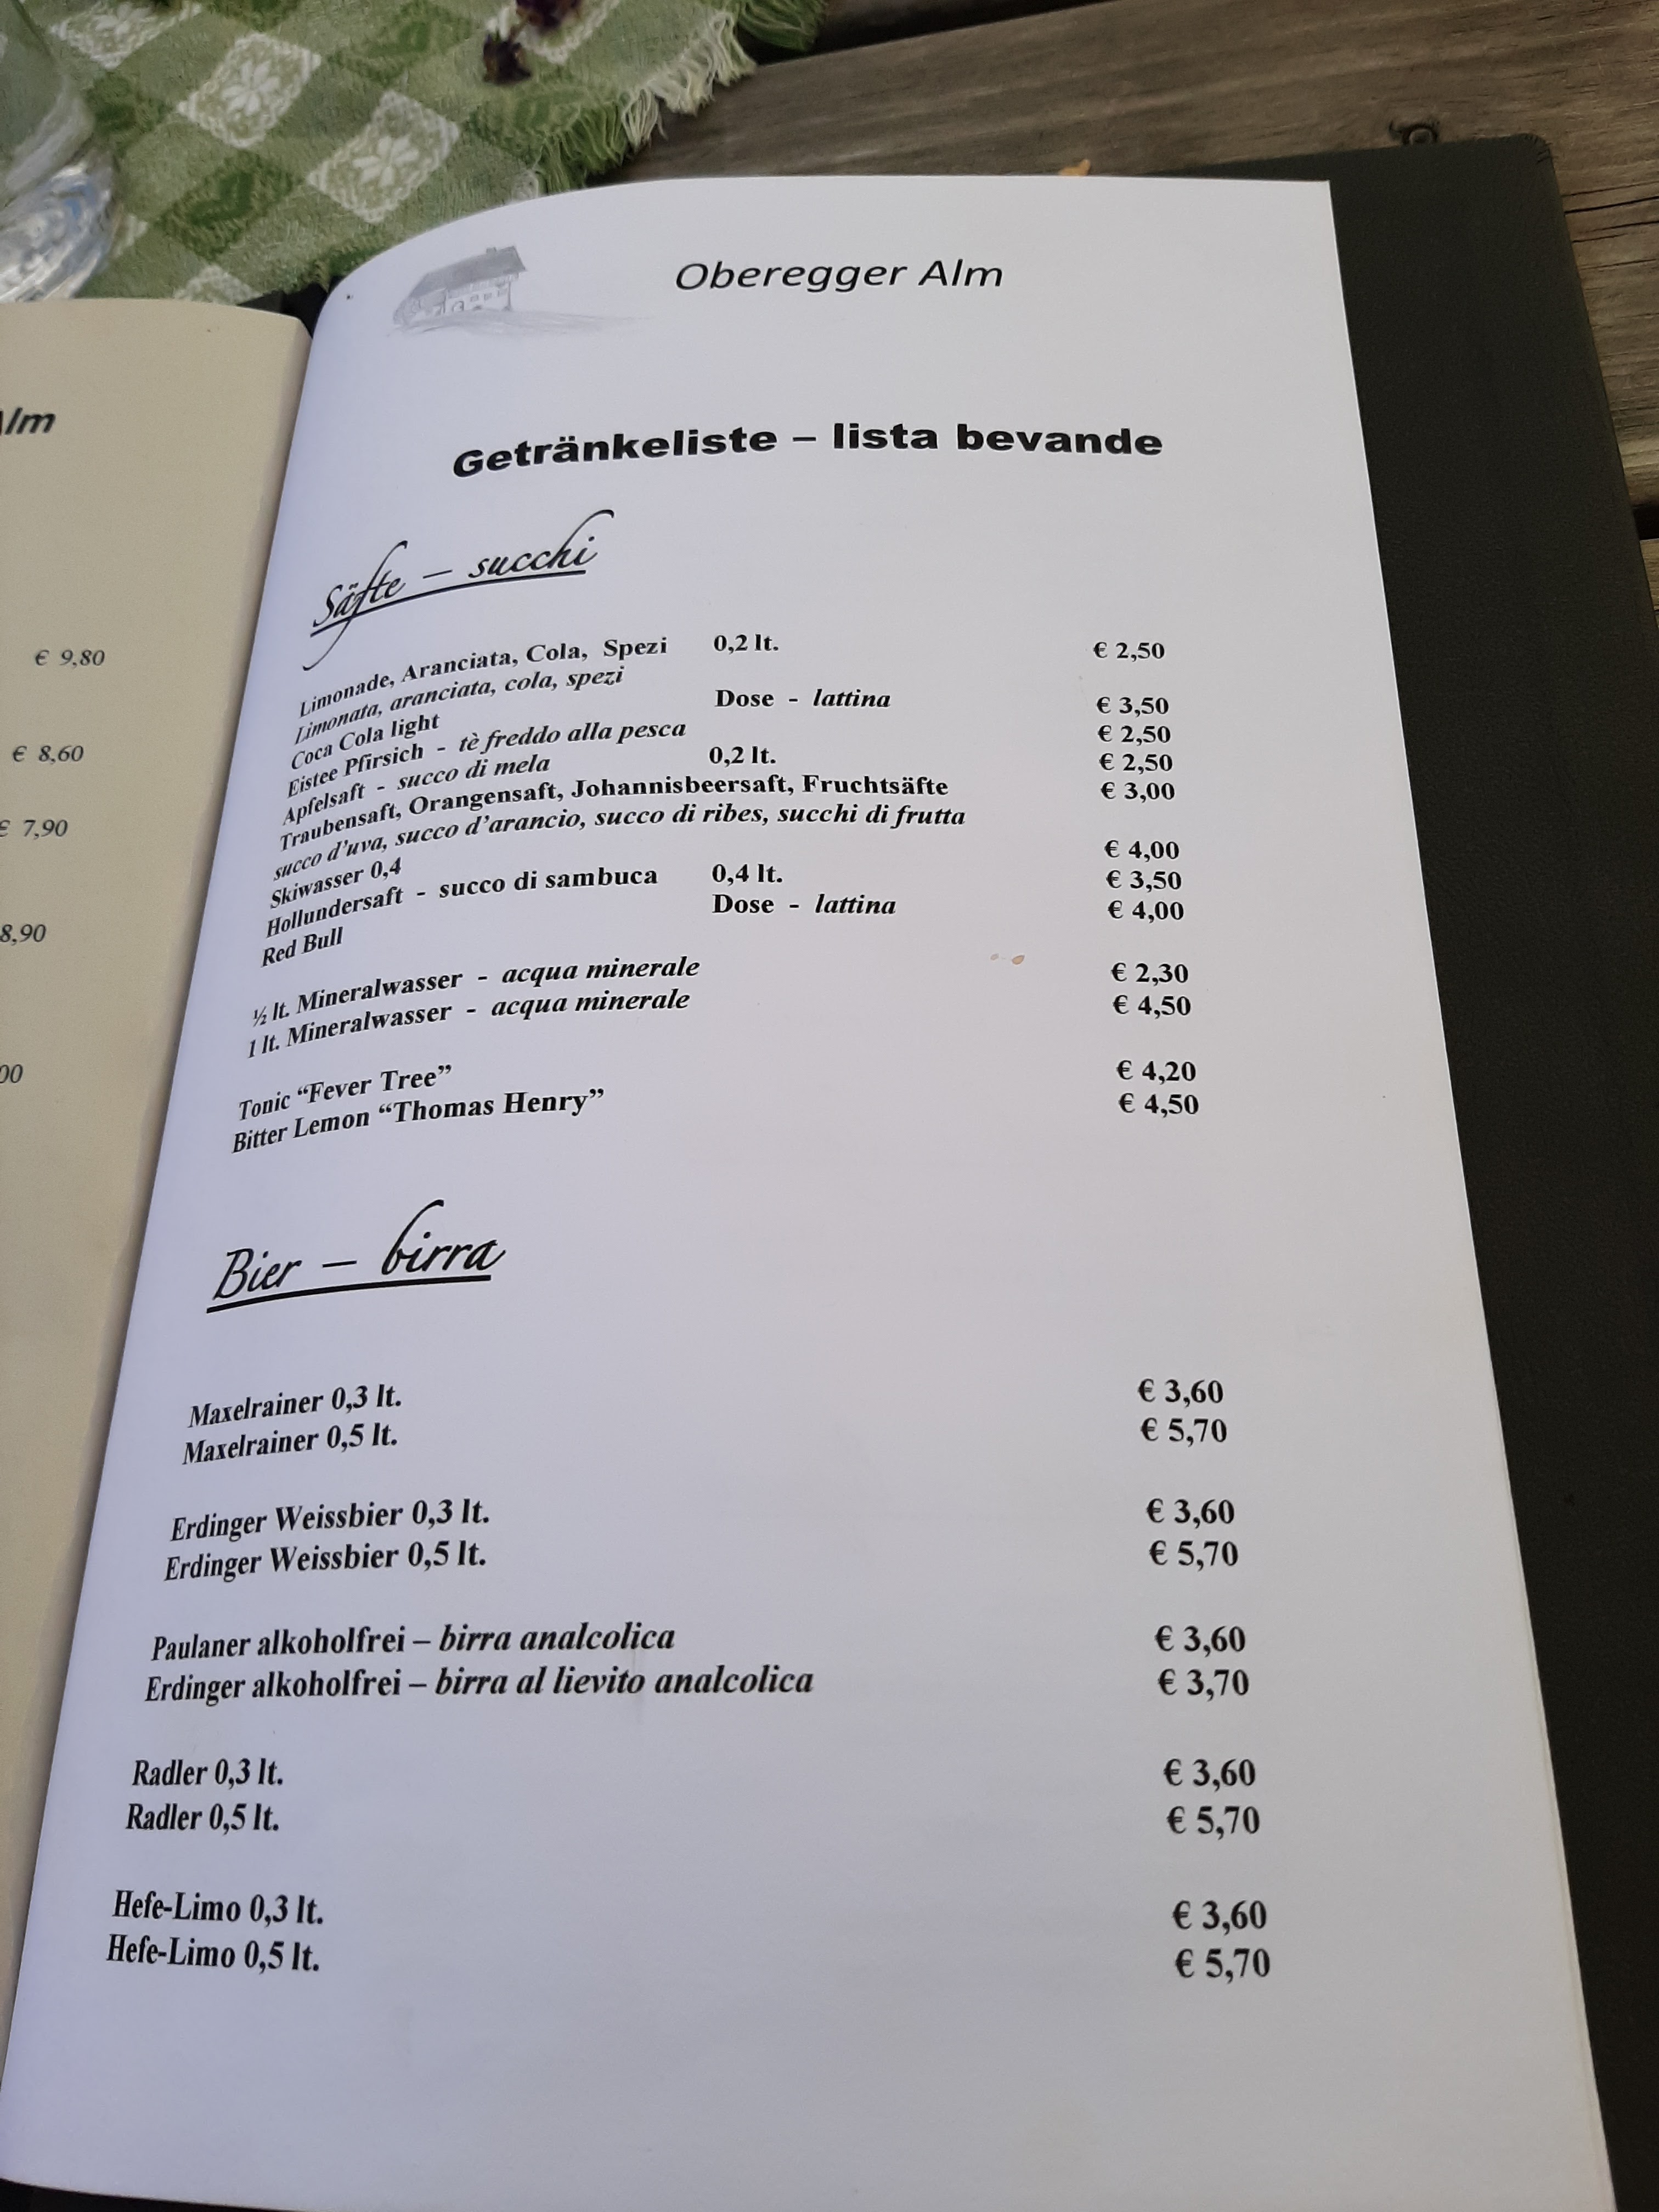 Alm
€ 9,80
€ 8,60
€ 7,90
8,90
00
Oberegger Alm
Getränkeliste – lista bevande
Säfte – succhi
Limonade, Aranciata, Cola, Spezi 0,2 lt. € 2,50
Limonata, aranciata, cola, spezi
Coca Cola light Dose - lattina € 3,50
Eistee Pfirsich - tè freddo alla pesca € 2,50
Apfelsaft - succo di mela 0,2 lt. € 2,50
Traubensaft, Orangensaft, Johannisbeersaft, Fruchtsäfte € 3,00
succo d’uva, succo d’arancio, succo di ribes, succhi di frutta
Skiwasser 0,4 € 4,00
Hollundersaft - succo di sambuca 0,4 lt. € 3,50
Red Bull Dose - lattina € 4,00
½ lt. Mineralwasser - acqua minerale € 2,30
1 lt. Mineralwasser - acqua minerale € 4,50
Tonic “Fever Tree” € 4,20
Bitter Lemon “Thomas Henry” € 4,50
Bier – birra
Maxelrainer 0,3 lt. € 3,60
Maxelrainer 0,5 lt. € 5,70
Erdinger Weissbier 0,3 lt. € 3,60
Erdinger Weissbier 0,5 lt. € 5,70
Paulaner alkoholfrei – birra analcolica € 3,60
Erdinger alkoholfrei – birra al lievito analcolica € 3,70
Radler 0,3 lt. € 3,60
Radler 0,5 lt. € 5,70
Hefe-Limo 0,3 lt. € 3,60
Hefe-Limo 0,5 lt. € 5,70